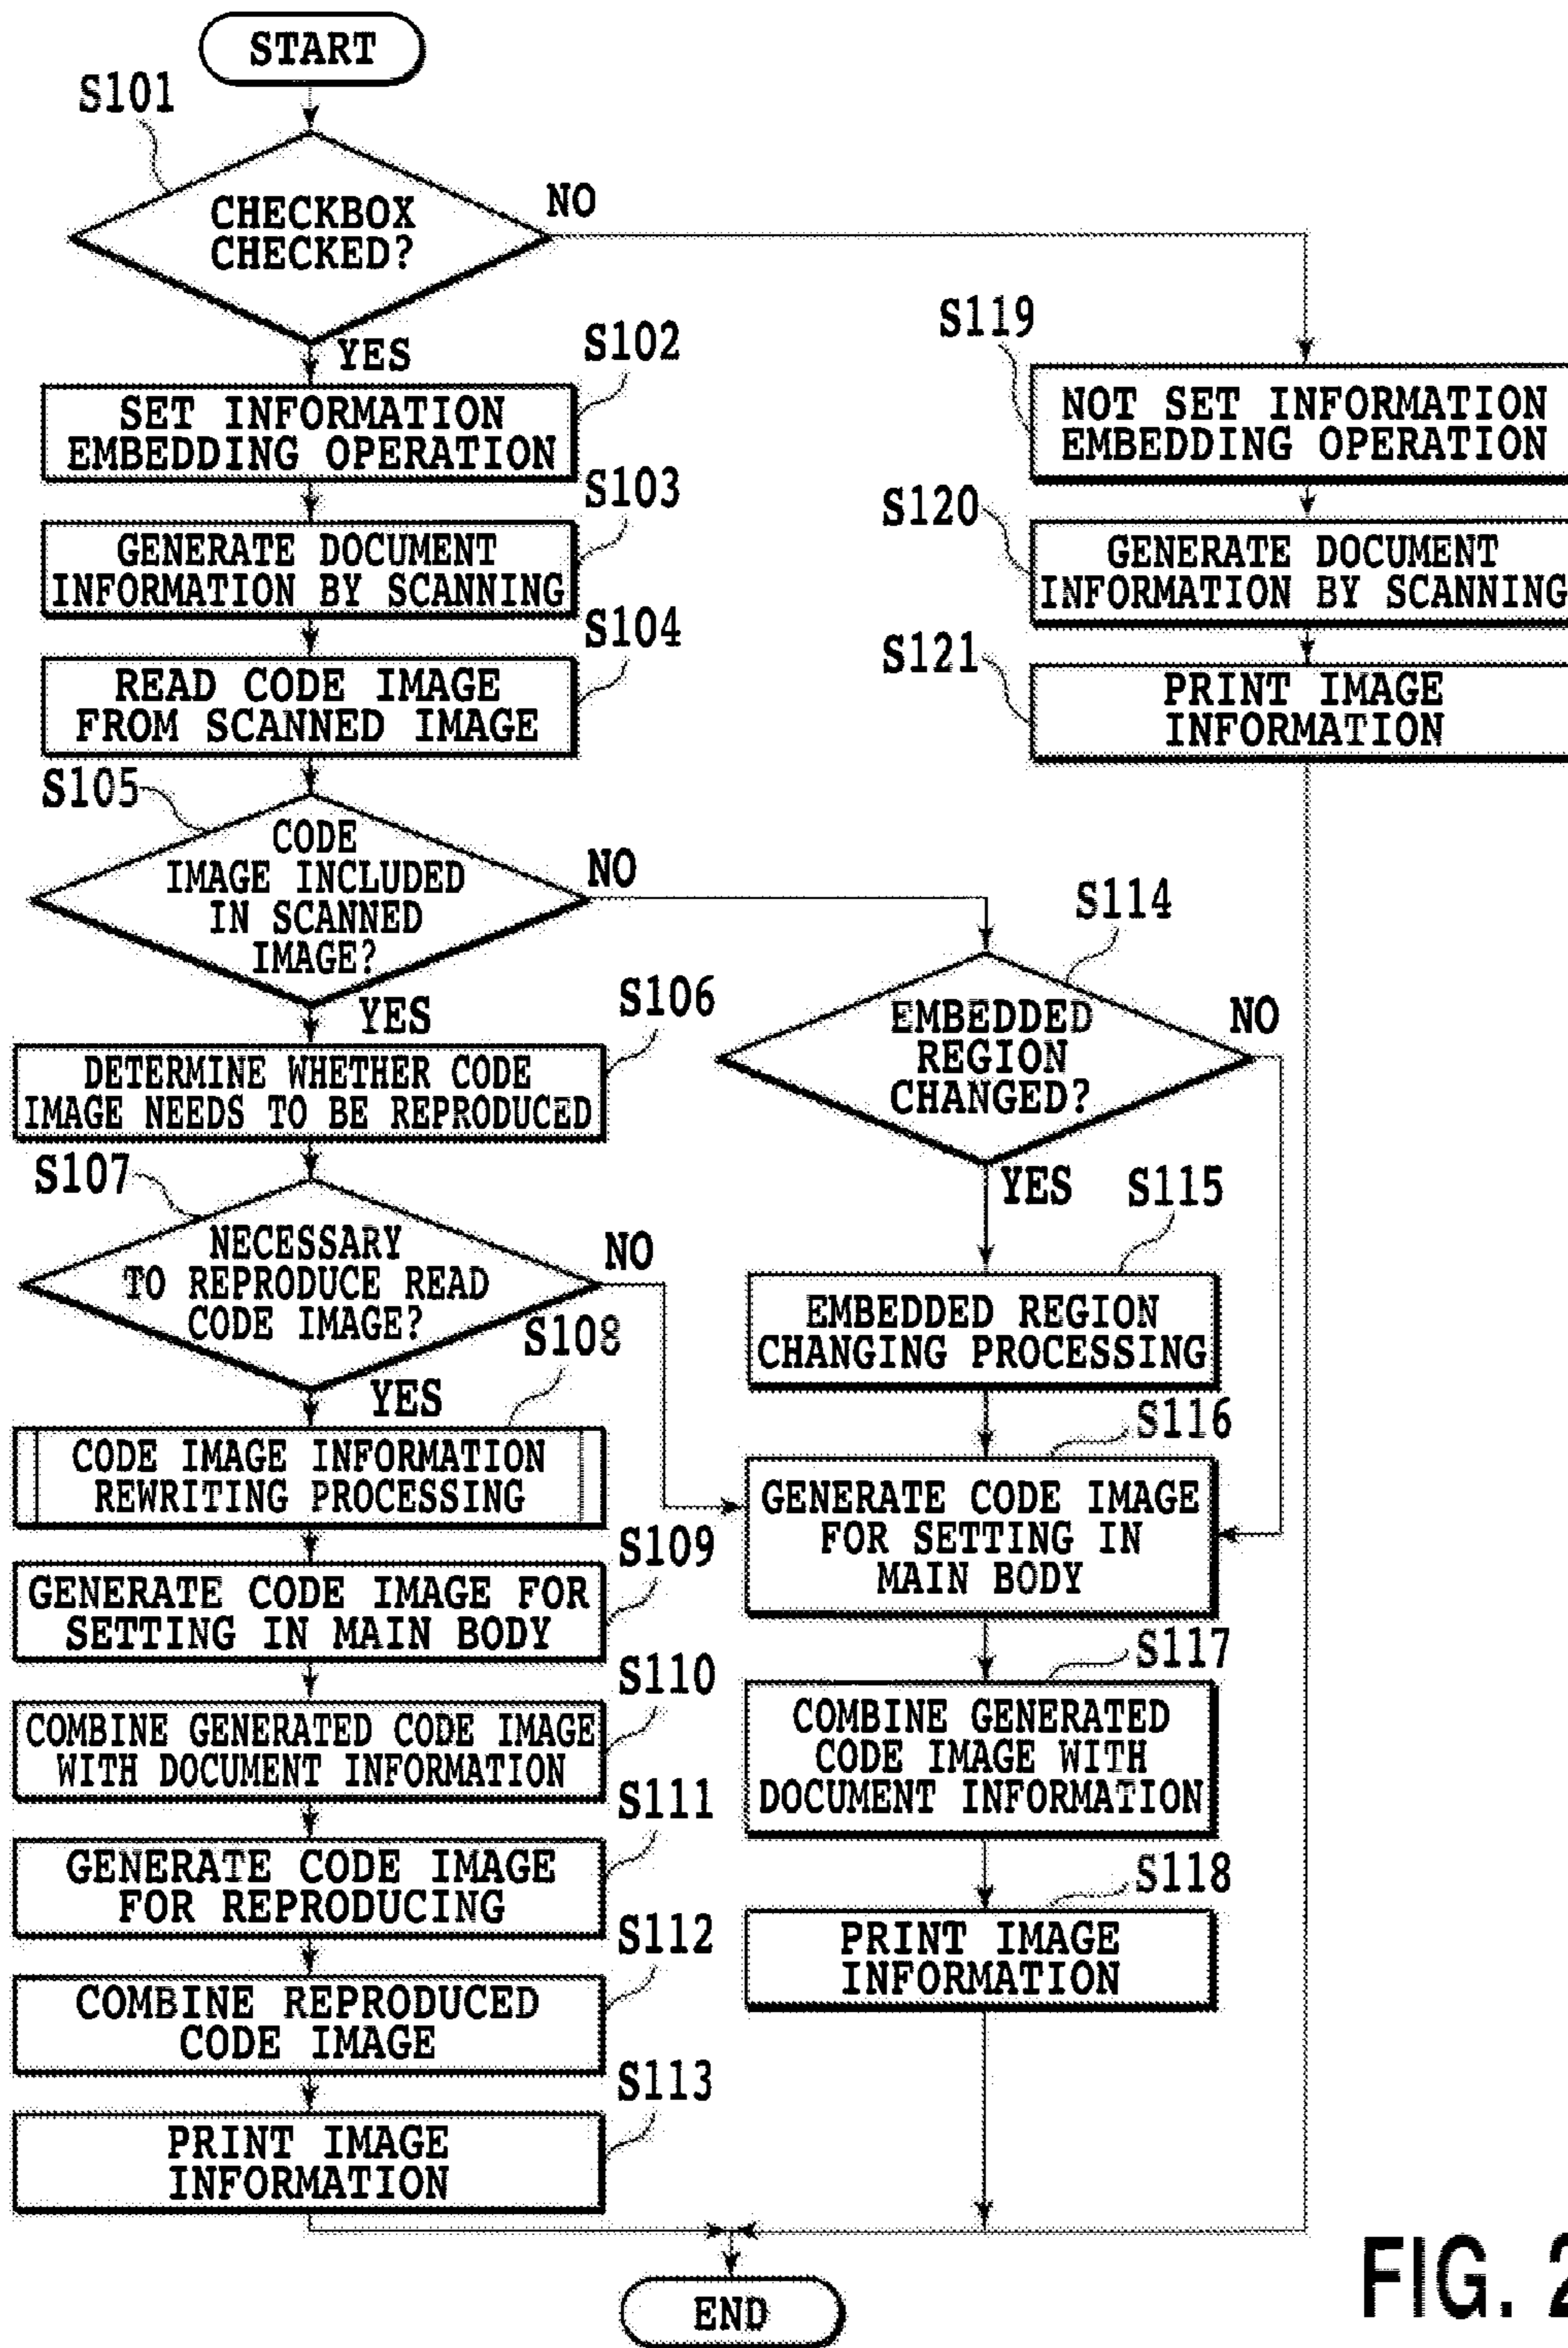 START
S101
CHECKBOX
CHECKED?
NO
YES
S102
SET INFORMATION
EMBEDDING OPERATION
S103
GENERATE DOCUMENT
INFORMATION BY SCANNING
S104
READ CODE IMAGE
FROM SCANNED IMAGE
S105
CODE
IMAGE INCLUDED
IN SCANNED
IMAGE?
NO
YES
S106
DETERMINE WHETHER CODE
IMAGE NEEDS TO BE REPRODUCED
S107
NECESSARY
TO REPRODUCE READ
CODE IMAGE?
NO
YES
S108
CODE IMAGE INFORMATION
REWRITING PROCESSING
S109
GENERATE CODE IMAGE FOR
SETTING IN MAIN BODY
S110
COMBINE GENERATED CODE IMAGE
WITH DOCUMENT INFORMATION
S111
GENERATE CODE IMAGE
FOR REPRODUCING
S112
COMBINE REPRODUCED
CODE IMAGE
S113
PRINT IMAGE
INFORMATION
S114
EMBEDDED
REGION
CHANGED?
NO
YES
S115
EMBEDDED REGION
CHANGING PROCESSING
S116
GENERATE CODE IMAGE
FOR SETTING IN
MAIN BODY
S117
COMBINE GENERATED
CODE IMAGE WITH
DOCUMENT INFORMATION
S118
PRINT IMAGE
INFORMATION
S119
NOT SET INFORMATION
EMBEDDING OPERATION
S120
GENERATE DOCUMENT
INFORMATION BY SCANNING
S121
PRINT IMAGE
INFORMATION
END
FIG. 2